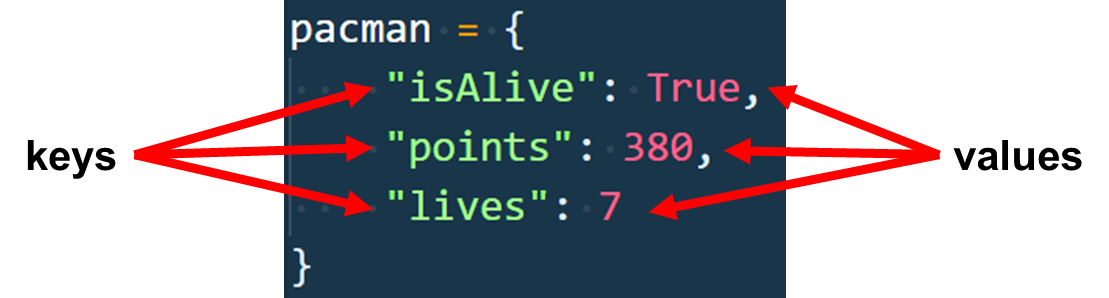 pacman = {
"isAlive": True,
keys "points": 380, values
"lives": 7
}